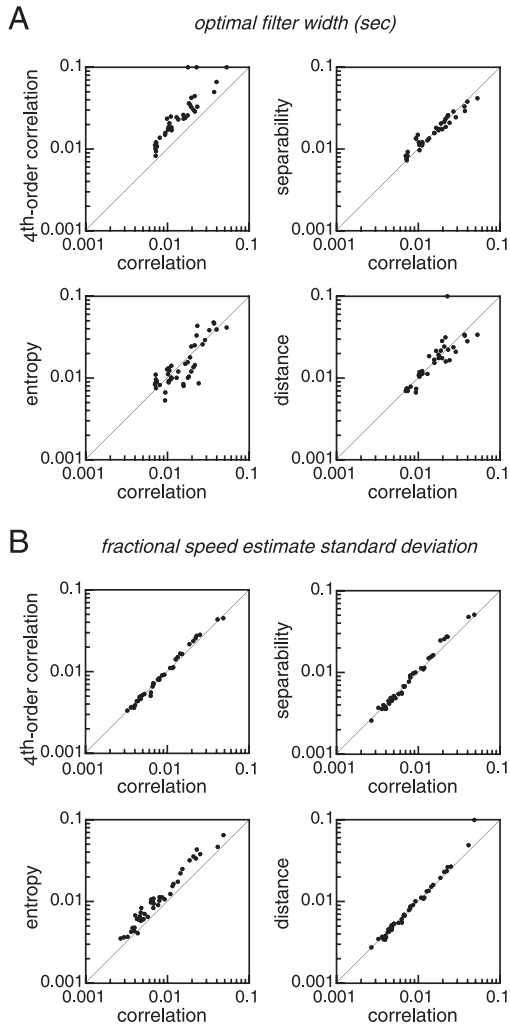 A
optimal filter width (sec)
4th-order correlation
0.1
0.01
0.001
0.001 0.01 0.1
correlation
separability
0.1
0.01
0.001
0.001 0.01 0.1
correlation
entropy
0.1
0.01
0.001
0.001 0.01 0.1
correlation
distance
0.1
0.01
0.001
0.001 0.01 0.1
correlation
B
fractional speed estimate standard deviation
4th-order correlation
0.1
0.01
0.001
0.001 0.01 0.1
correlation
separability
0.1
0.01
0.001
0.001 0.01 0.1
correlation
entropy
0.1
0.01
0.001
0.001 0.01 0.1
correlation
distance
0.1
0.01
0.001
0.001 0.01 0.1
correlation